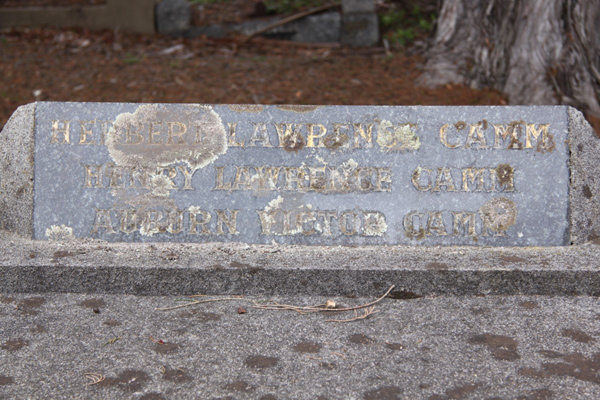 HERBERT LAWRENCE CAMM
HENRY LAWRENCE CAMM
AUBURN VICTOR CAMM